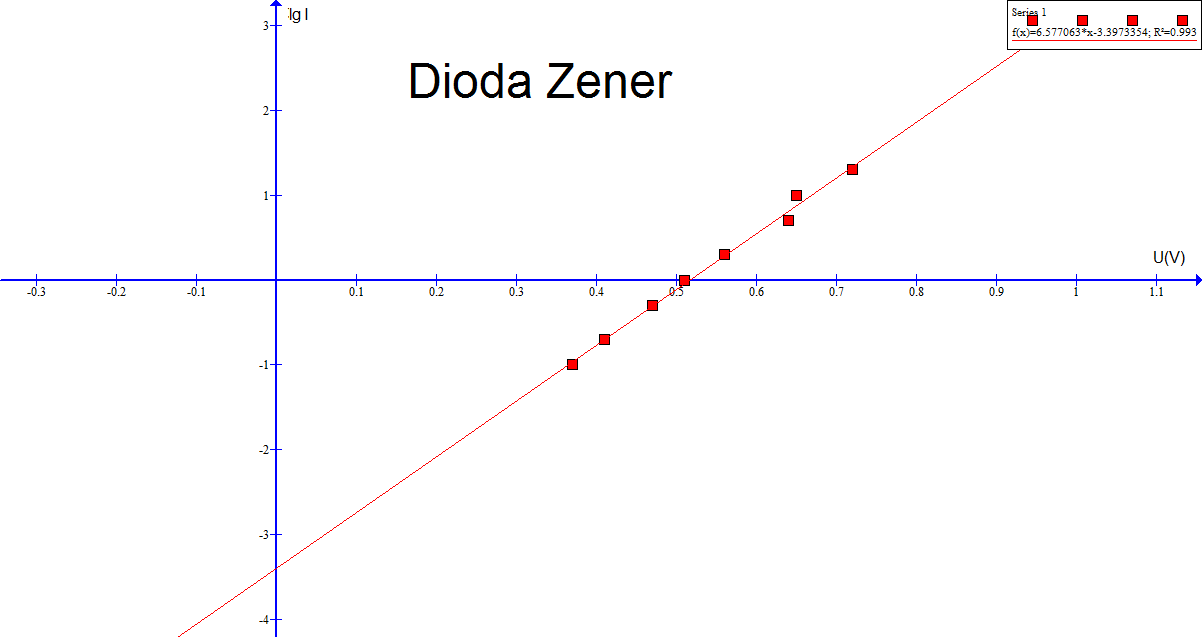 lg I
Series 1
f(x)=6.577063*x-3.3973354; R²=0.993
Dioda Zener
3
2
1
U(V)
-0.3 -0.2 -0.1 0.1 0.2 0.3 0.4 0.5 0.6 0.7 0.8 0.9 1 1.1
-1
-2
-3
-4